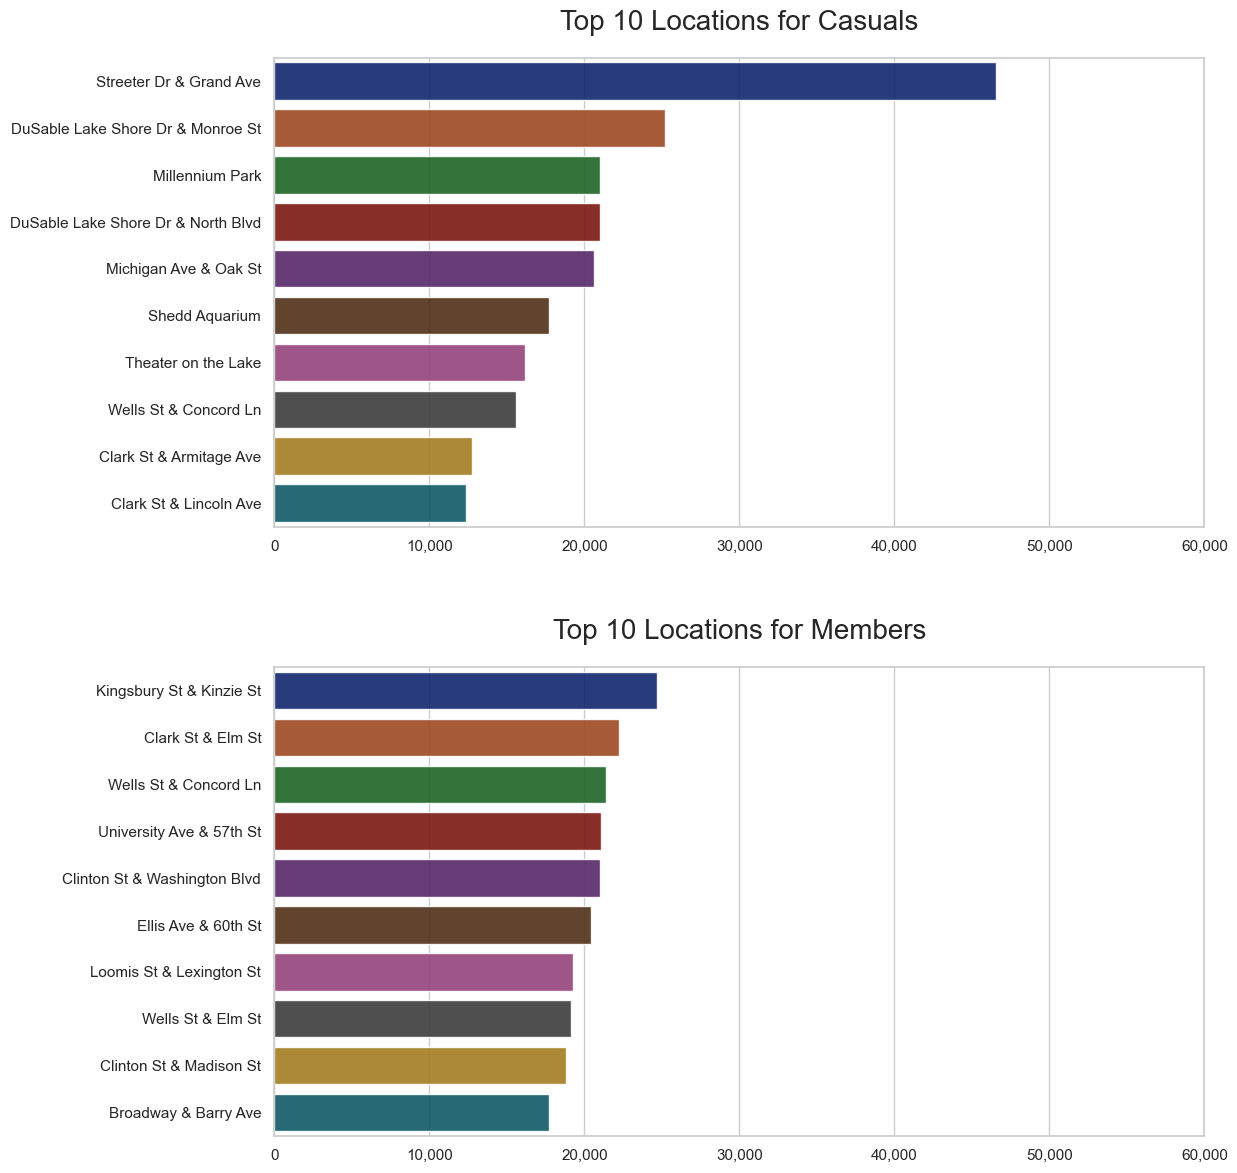 Top 10 Locations for Casuals
Streeter Dr & Grand Ave
DuSable Lake Shore Dr & Monroe St
Millennium Park
DuSable Lake Shore Dr & North Blvd
Michigan Ave & Oak St
Shedd Aquarium
Theater on the Lake
Wells St & Concord Ln
Clark St & Armitage Ave
Clark St & Lincoln Ave
0 10,000 20,000 30,000 40,000 50,000 60,000
Top 10 Locations for Members
Kingsbury St & Kinzie St
Clark St & Elm St
Wells St & Concord Ln
University Ave & 57th St
Clinton St & Washington Blvd
Ellis Ave & 60th St
Loomis St & Lexington St
Wells St & Elm St
Clinton St & Madison St
Broadway & Barry Ave
0 10,000 20,000 30,000 40,000 50,000 60,000